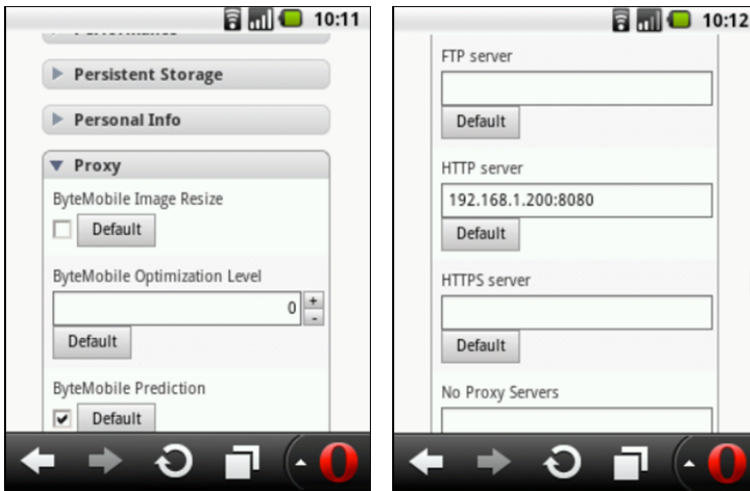 10:11
Persistent Storage
Personal Info
Proxy
ByteMobile Image Resize
Default
ByteMobile Optimization Level
0
+
-
Default
ByteMobile Prediction
Default
10:12
FTP server
Default
HTTP server
192.168.1.200:8080
Default
HTTPS server
Default
No Proxy Servers